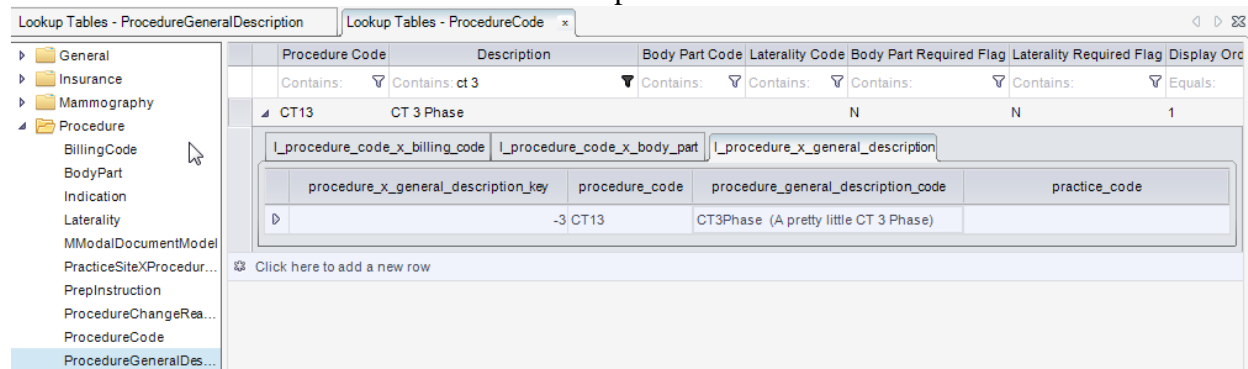 Lookup Tables - ProcedureGeneralDescription Lookup Tables - ProcedureCode x
General
Insurance
Mammography
Procedure
BillingCode
BodyPart
Indication
Laterality
MModalDocumentModel
PracticeSiteXProcedur...
PrepInstruction
ProcedureChangeRea...
ProcedureCode
ProcedureGeneralDes...
Procedure Code Description Body Part Code Laterality Code Body Part Required Flag Laterality Required Flag Display Orc
Contains: Contains: ct 3 Contains: Contains: Contains: Contains: Equals:
CT13 CT 3 Phase N N 1
l_procedure_code_x_billing_code l_procedure_code_x_body_part l_procedure_x_general_description
procedure_x_general_description_key procedure_code procedure_general_description_code practice_code
-3 CT13 CT3Phase (A pretty little CT 3 Phase)
Click here to add a new row